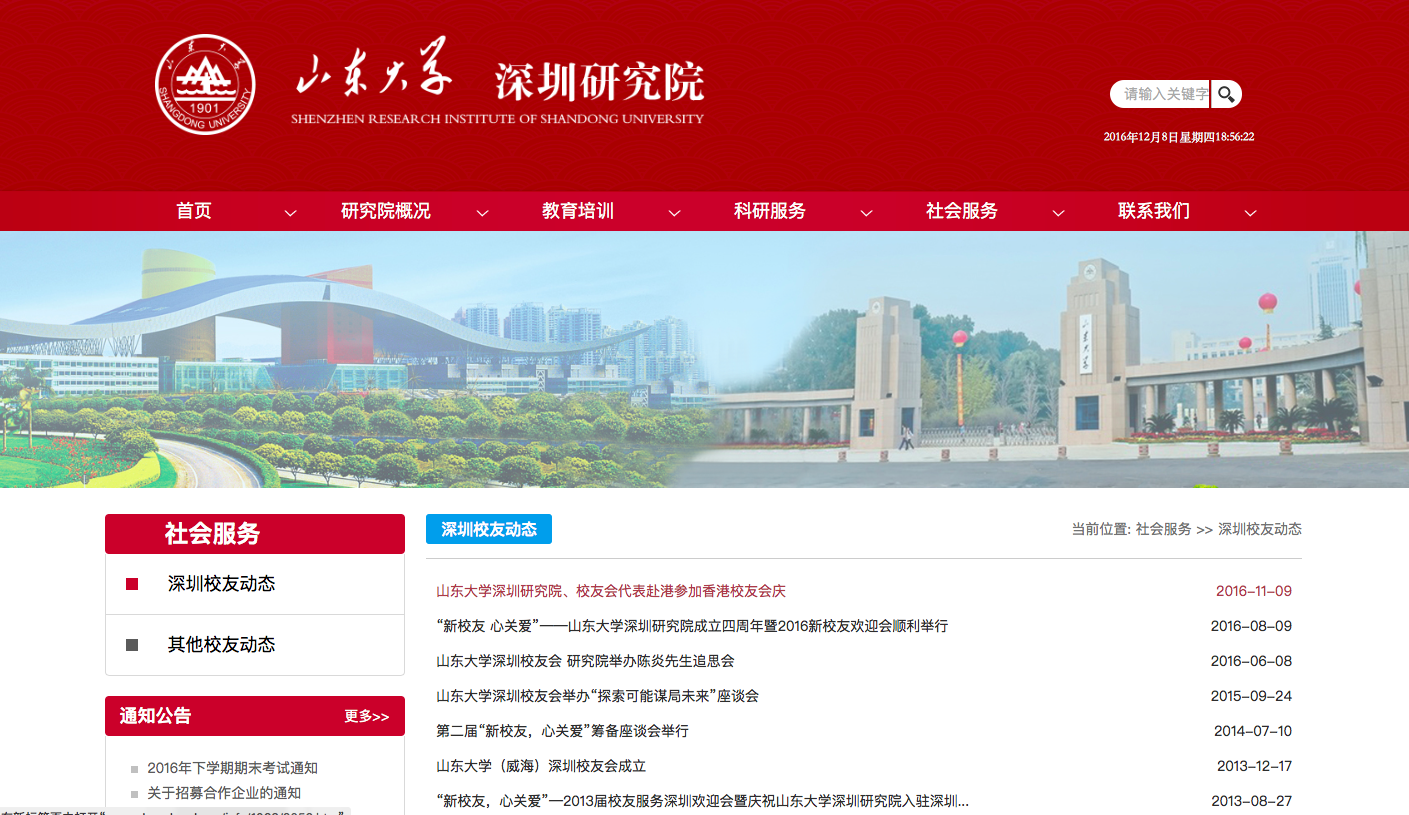 山东大学 深圳研究院
SHENZHEN RESEARCH INSTITUTE OF SHANDONG UNIVERSITY
山东大学
1901
SHANDONG UNIVERSITY
请输入关键字
2016年12月8日星期四18:56:22
首页 研究院概况 教育培训 科研服务 社会服务 联系我们
山东大学
社会服务
深圳校友动态
其他校友动态
通知公告 更多>>
2016年下学期期末考试通知
关于招募合作企业的通知
深圳校友动态 当前位置: 社会服务 >> 深圳校友动态
山东大学深圳研究院、校友会代表赴港参加香港校友会庆 2016-11-09
“新校友 心关爱”——山东大学深圳研究院成立四周年暨2016新校友欢迎会顺利举行 2016-08-09
山东大学深圳校友会 研究院举办陈炎先生追思会 2016-06-08
山东大学深圳校友会举办“探索可能谋局未来”座谈会 2015-09-24
第二届“新校友，心关爱”筹备座谈会举行 2014-07-10
山东大学（威海）深圳校友会成立 2013-12-17
“新校友，心关爱”—2013届校友服务深圳欢迎会暨庆祝山东大学深圳研究院入驻深圳... 2013-08-27